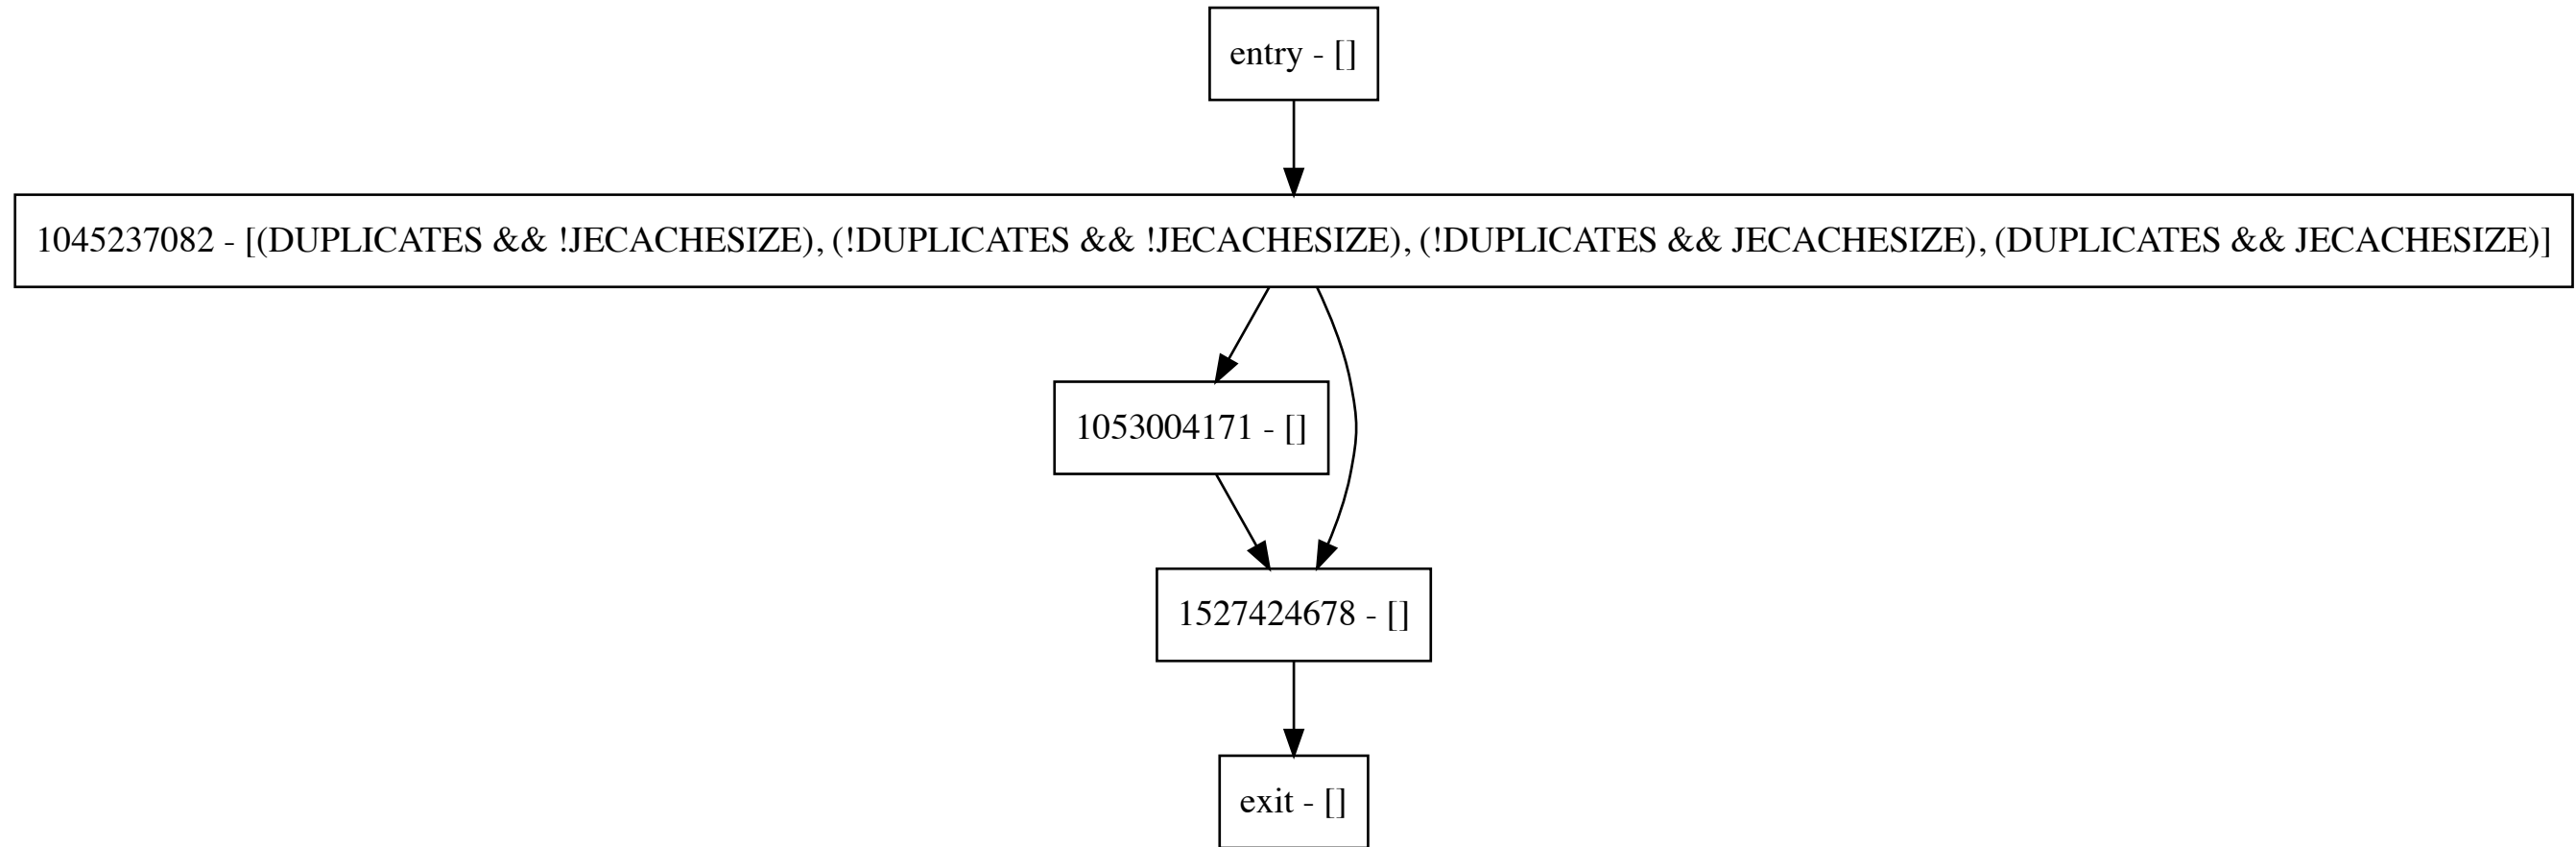 entry - []
1045237082 - [(DUPLICATES && !JECACHESIZE), (!DUPLICATES && !JECACHESIZE), (!DUPLICATES && JECACHESIZE), (DUPLICATES && JECACHESIZE)]
1053004171 - []
1527424678 - []
exit - []